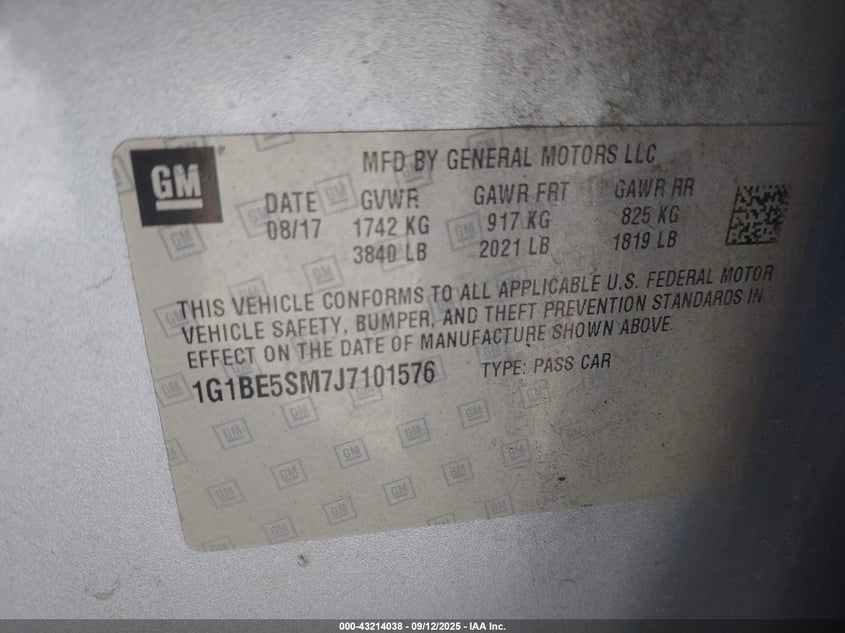 GM
®
MFD BY GENERAL MOTORS LLC
DATE GVWR GAWR FRT GAWR RR
08/17 1742 KG 917 KG 825 KG
3840 LB 2021 LB 1819 LB
THIS VEHICLE CONFORMS TO ALL APPLICABLE U.S. FEDERAL MOTOR
VEHICLE SAFETY, BUMPER, AND THEFT PREVENTION STANDARDS IN
EFFECT ON THE DATE OF MANUFACTURE SHOWN ABOVE.
1G1BE5SM7J7101576 TYPE: PASS CAR
000-43214038 - 09/12/2025 - IAA Inc.